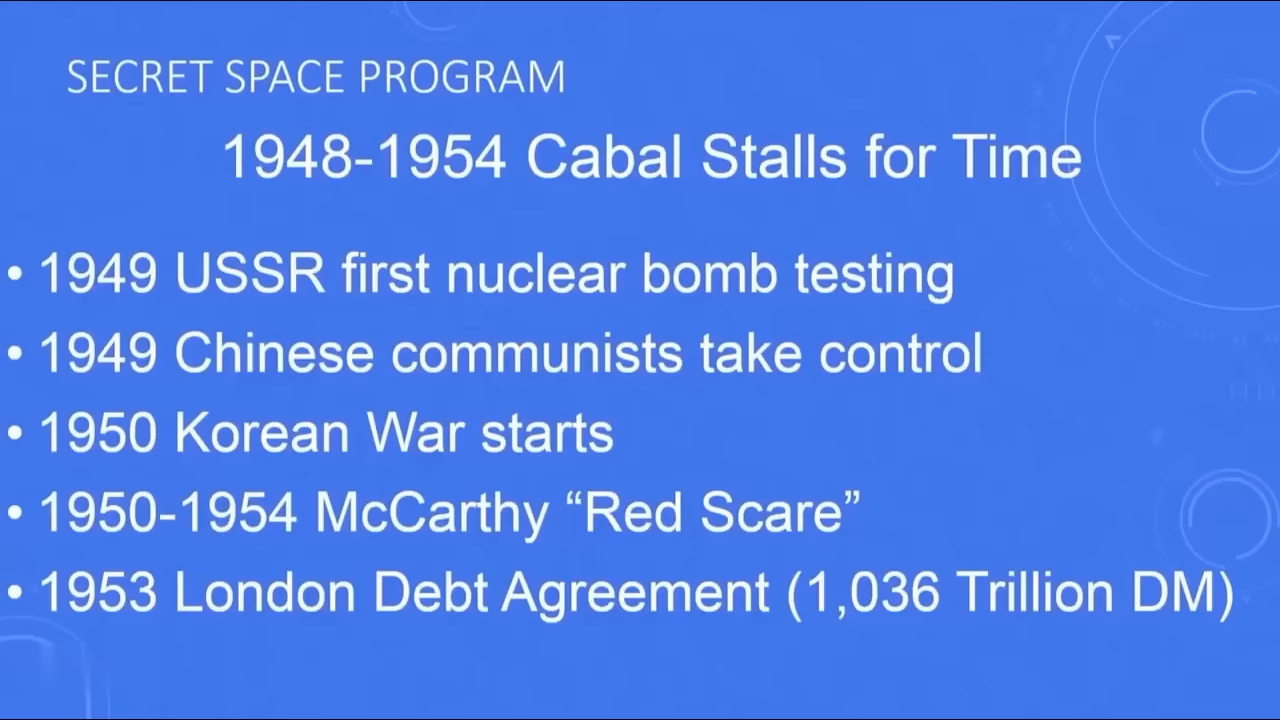 SECRET SPACE PROGRAM
1948-1954 Cabal Stalls for Time
• 1949 USSR first nuclear bomb testing
• 1949 Chinese communists take control
• 1950 Korean War starts
• 1950-1954 McCarthy “Red Scare”
• 1953 London Debt Agreement (1,036 Trillion DM)